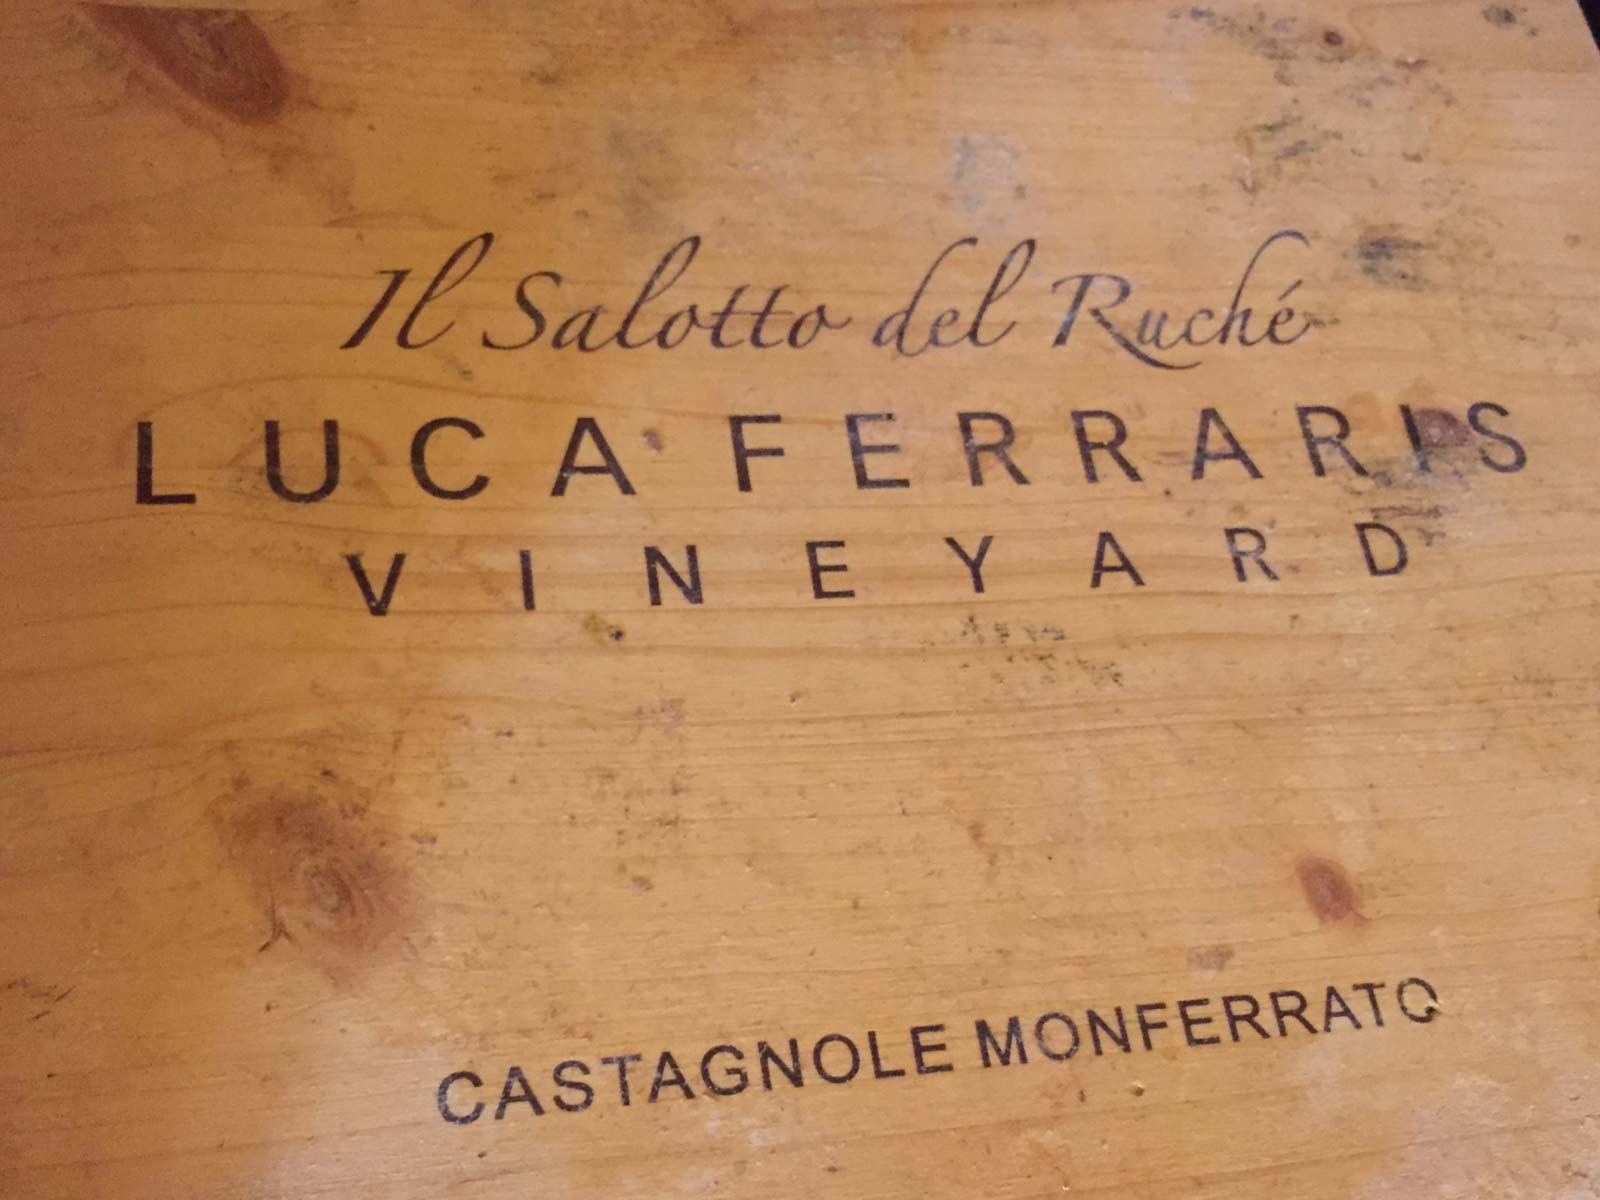 Il Salotto del Ruché
LUCA FERRARIS
VINEYARD
CASTAGNOLE MONFERRATO